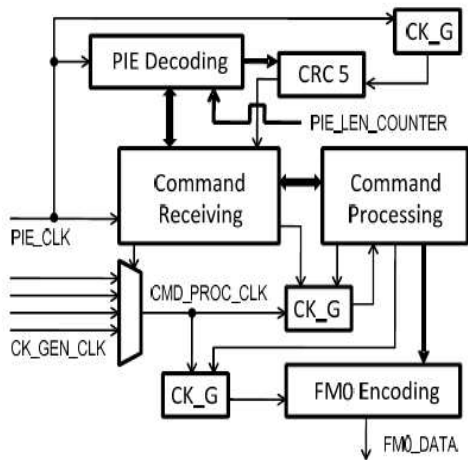 CK_G
PIE Decoding
CRC 5
PIE_LEN_COUNTER
Command
Receiving
Command
Processing
PIE_CLK
CMD_PROC_CLK
CK_G
CK_GEN_CLK
CK_G
FM0 Encoding
FM0_DATA